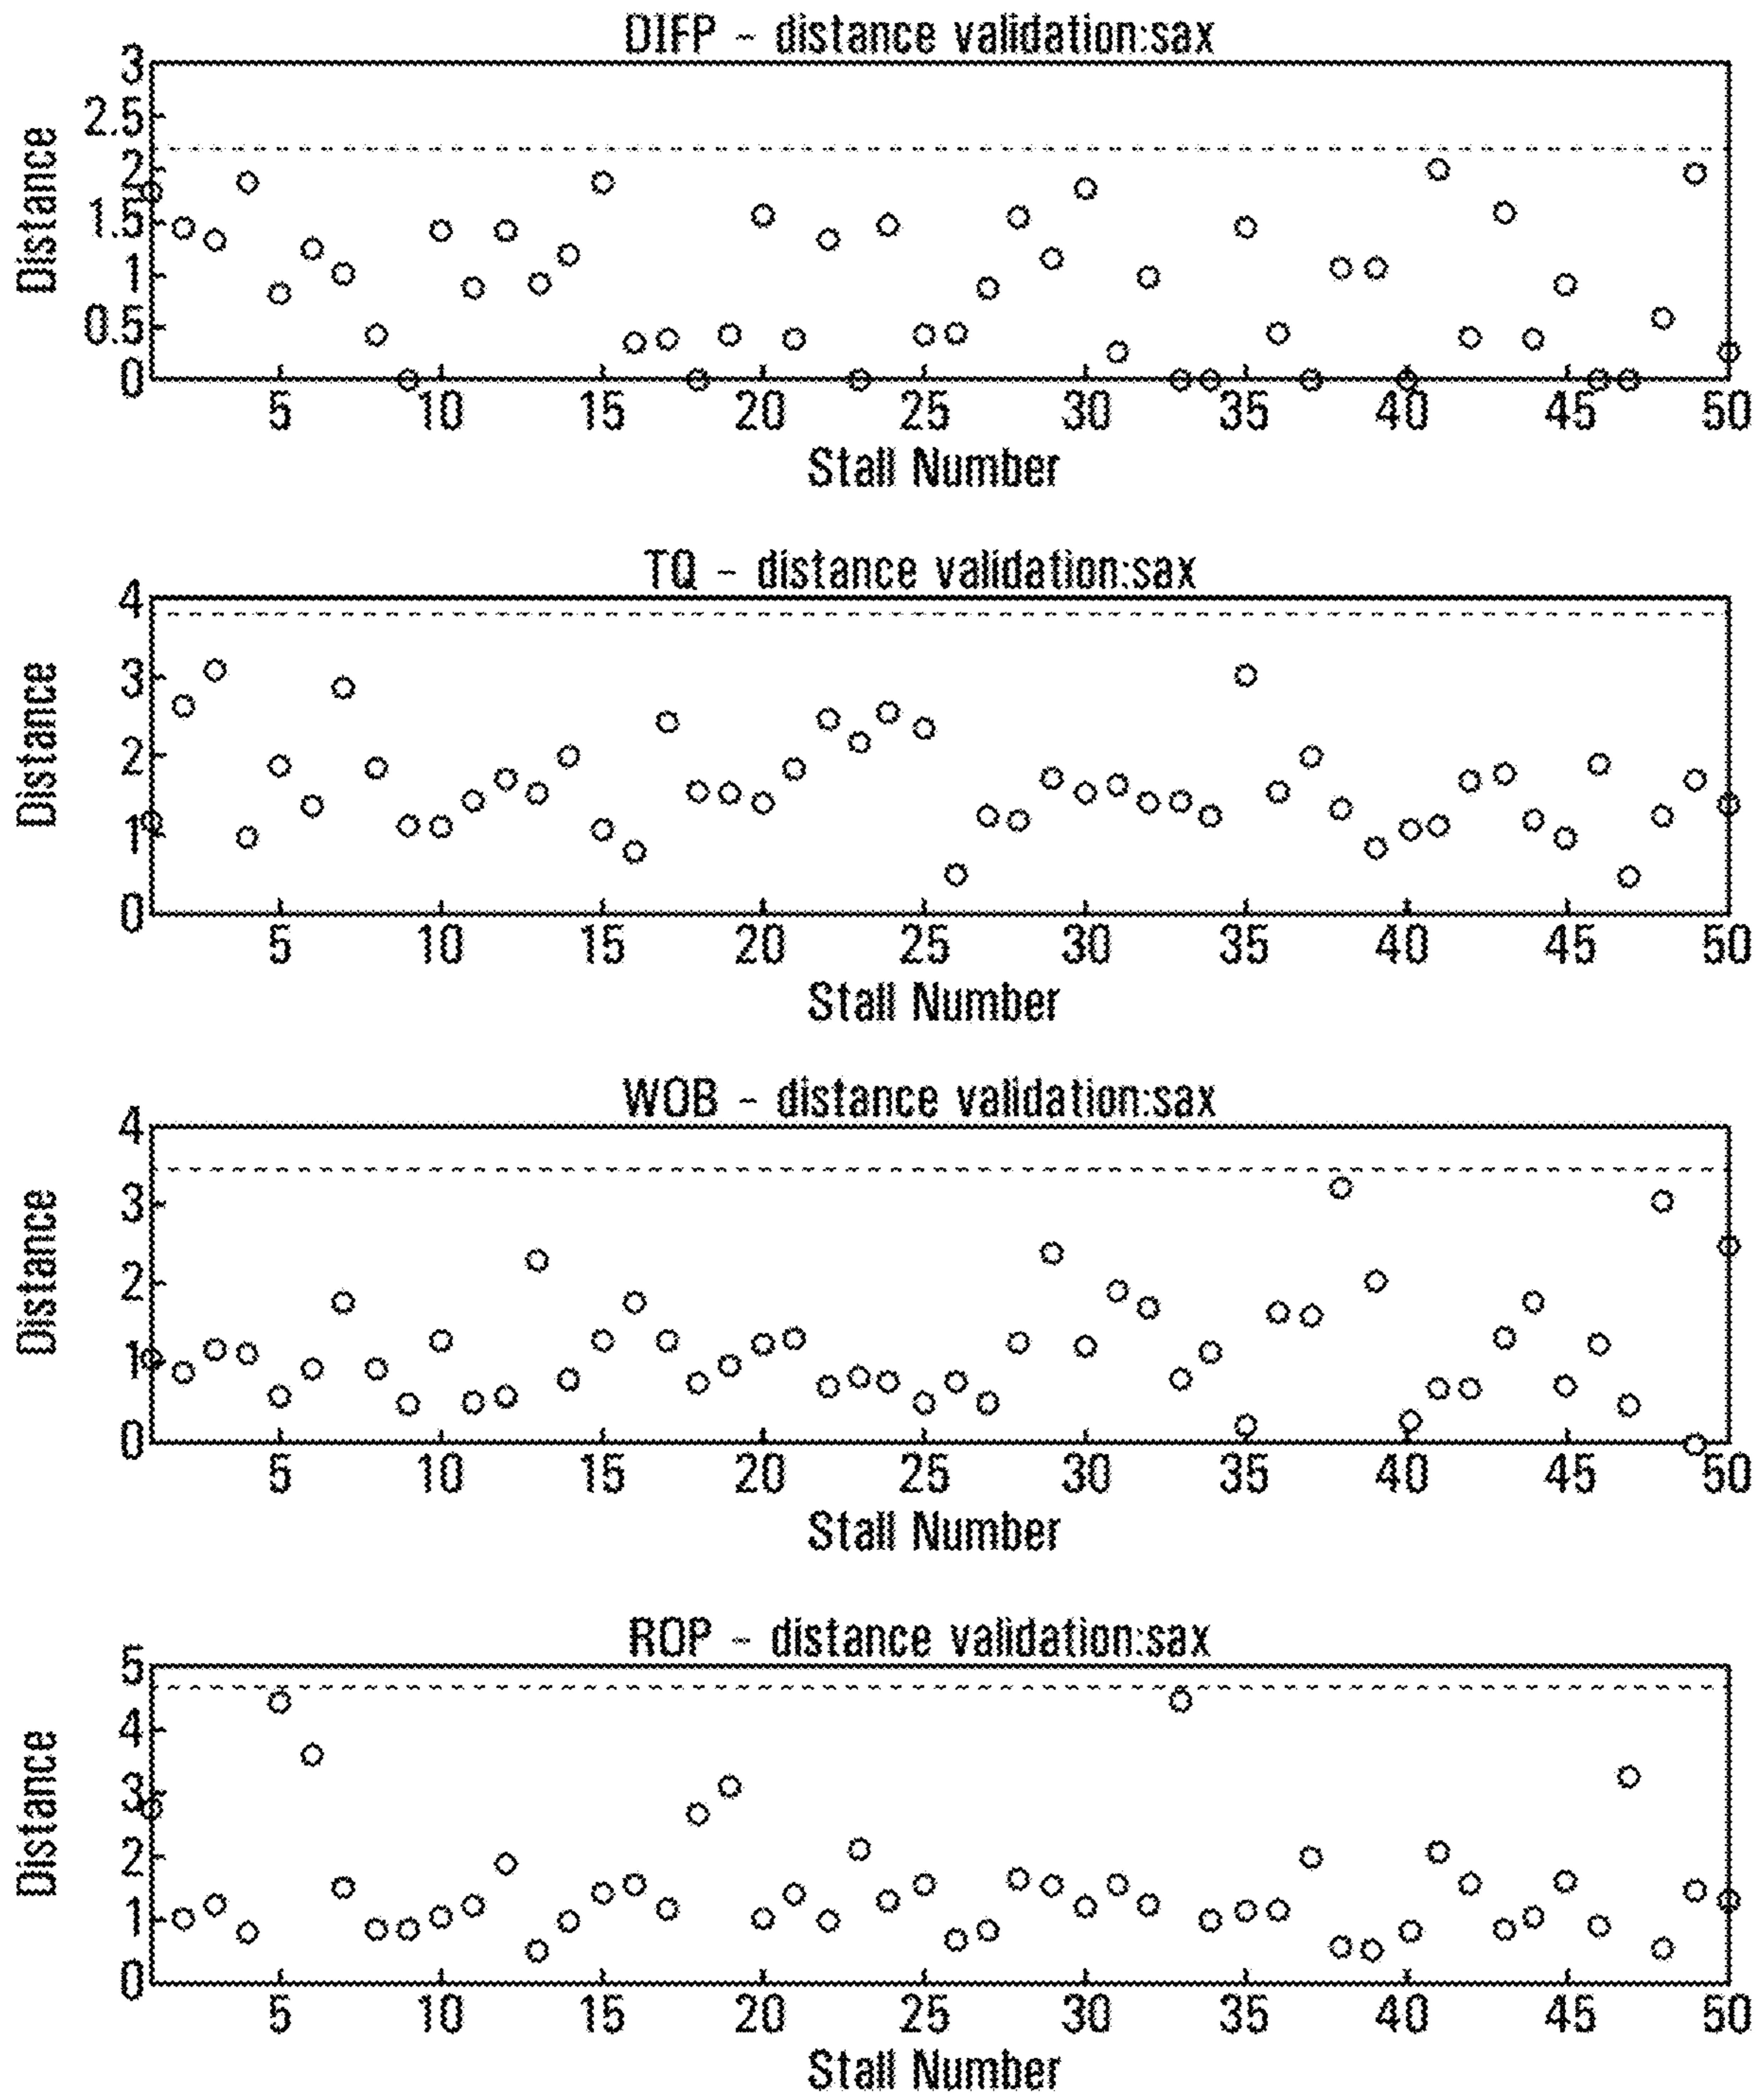 DIFP - distance validation:sax
3
2.5
2
1.5
1
0.5
0
Distance
5 10 15 20 25 30 35 40 45 50
Stall Number
TQ - distance validation:sax
4
3
2
1
0
Distance
5 10 15 20 25 30 35 40 45 50
Stall Number
WOB - distance validation:sax
4
3
2
1
0
Distance
5 10 15 20 25 30 35 40 45 50
Stall Number
ROP - distance validation:sax
5
4
3
2
1
0
Distance
5 10 15 20 25 30 35 40 45 50
Stall Number